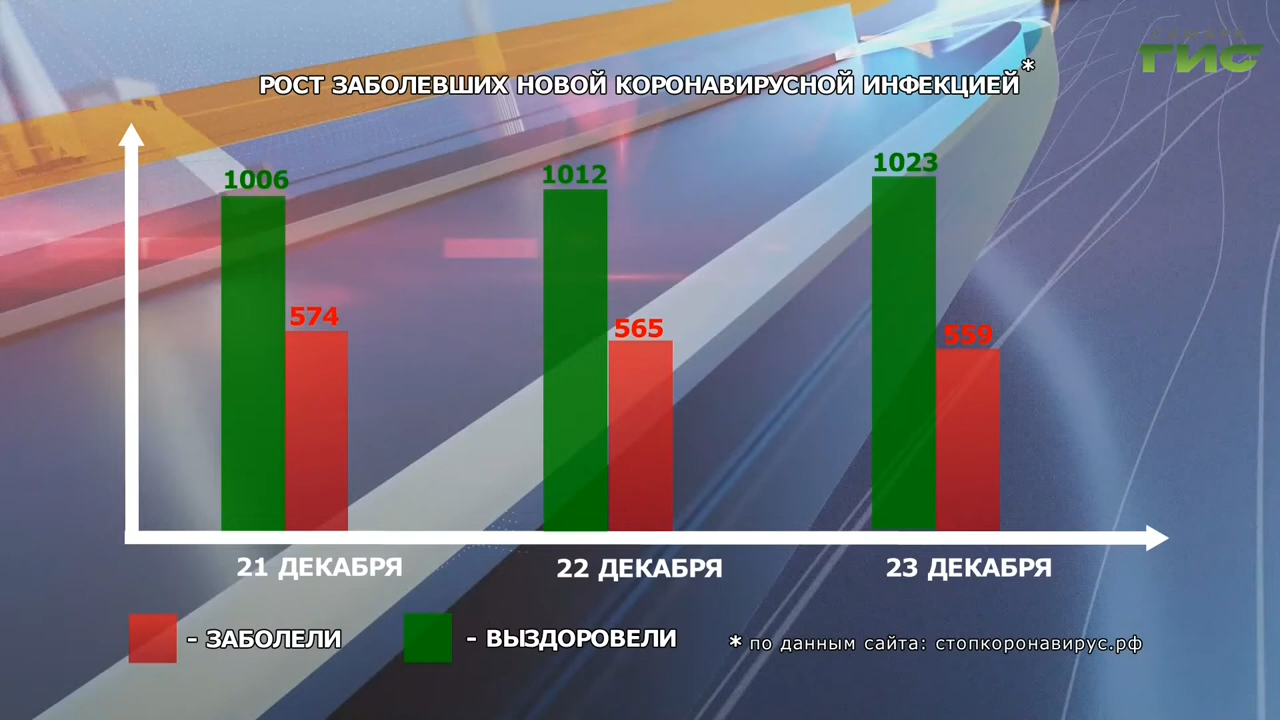 САМАРА
ГИС
РОСТ ЗАБОЛЕВШИХ НОВОЙ КОРОНАВИРУСНОЙ ИНФЕКЦИЕЙ*
1006
574
1012
565
1023
559
21 ДЕКАБРЯ
22 ДЕКАБРЯ
23 ДЕКАБРЯ
- ЗАБОЛЕЛИ
- ВЫЗДОРОВЕЛИ
* по данным сайта: стопкоронавирус.рф